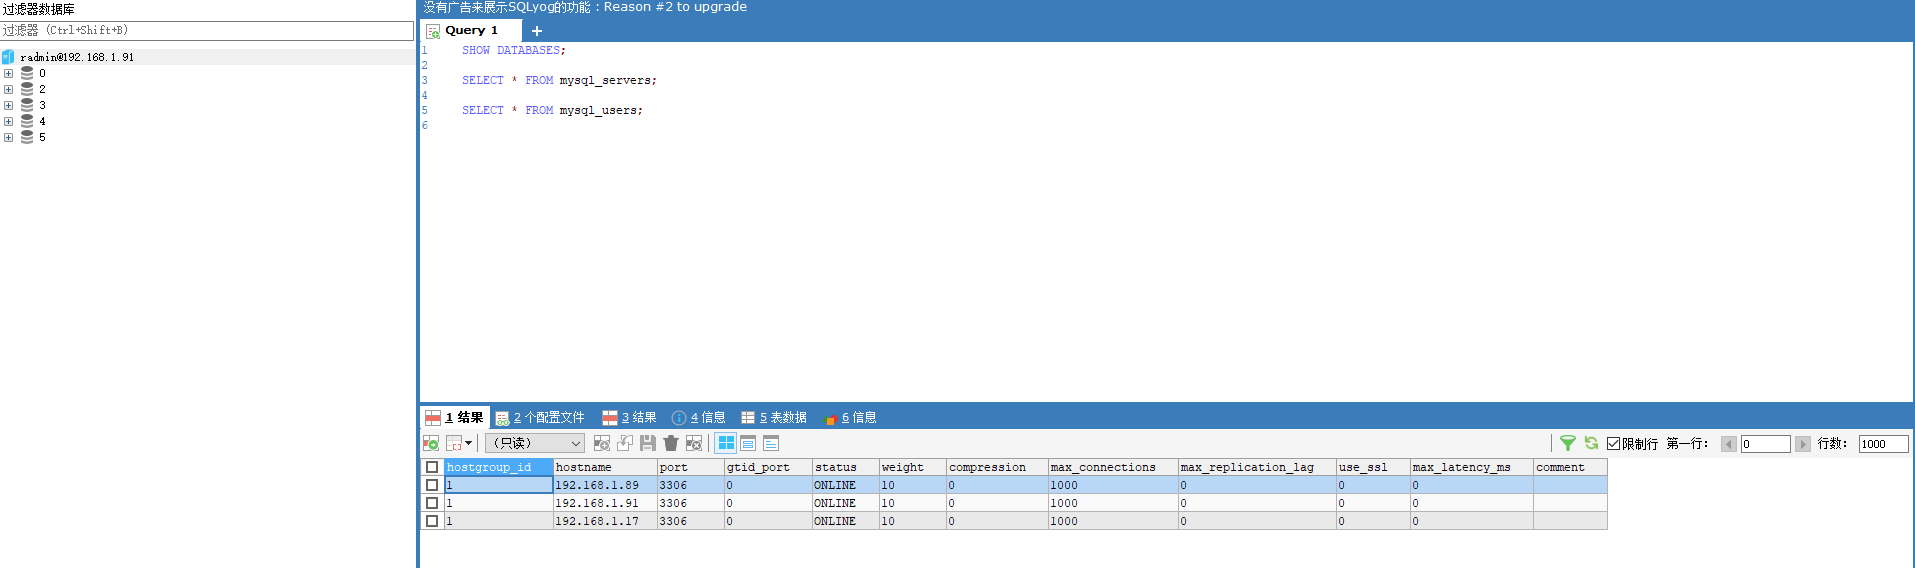 过滤器数据库
过滤器 (Ctrl+Shift+B)
radmin@192.168.1.91
0
2
3
4
5
没有广告来展示SQLyog的功能：Reason #2 to upgrade
Query 1 +
1 SHOW DATABASES;
2
3 SELECT * FROM mysql_servers;
4
5 SELECT * FROM mysql_users;
6
1 结果 2 个配置文件 3 结果 4 信息 5 表数据 6 信息
（只读） 限制行 第一行： 0 行数： 1000
hostgroup_id hostname port gtid_port status weight compression max_connections max_replication_lag use_ssl max_latency_ms comment
1 192.168.1.89 3306 0 ONLINE 10 0 1000 0 0 0
1 192.168.1.91 3306 0 ONLINE 10 0 1000 0 0 0
1 192.168.1.17 3306 0 ONLINE 10 0 1000 0 0 0